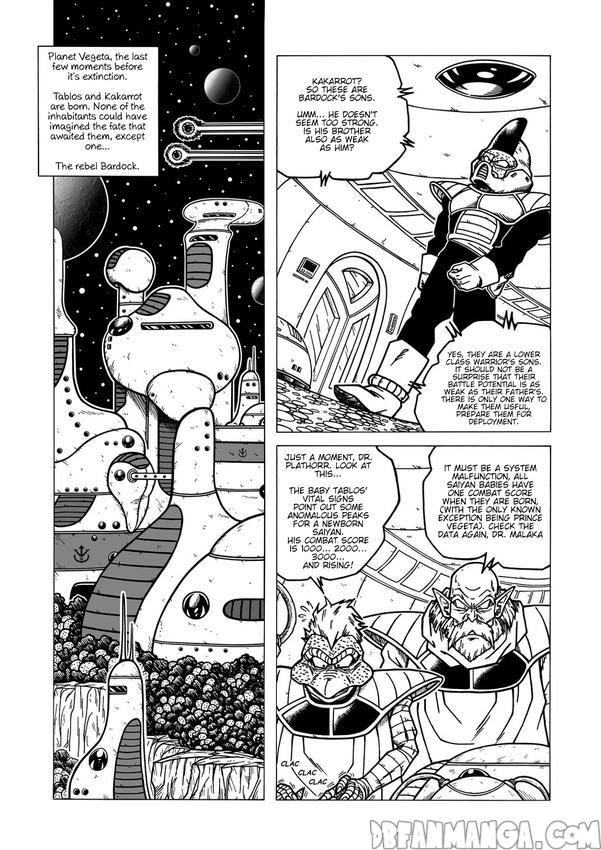 Planet Vegeta, the last
few moments before
it's extinction.
Tablos and Kakarrot
are born. None of the
inhabitants could have
imagined the fate that
awaited them, except
one...
The rebel Bardock.
KAKARROT?
SO THESE ARE
BARDOCK'S SONS.
UMM... HE DOESN'T
SEEM TOO STRONG.
IS HIS BROTHER
ALSO AS WEAK
AS HIM?
YES, THEY ARE A LOWER
CLASS WARRIOR'S SONS.
IT SHOULD NOT BE A
SURPRISE THAT THEIR
BATTLE POTENTIAL IS AS
WEAK AS THEIR FATHER'S.
THERE IS ONLY ONE WAY TO
MAKE THEM USEFUL,
PREPARE THEM FOR
DEPLOYMENT.
JUST A MOMENT, DR.
PLATHORR. LOOK AT
THIS...
THE BABY TABLOS'
VITAL SIGNS
POINT OUT SOME
ANOMALOUS PEAKS
FOR A NEWBORN
SAIYAN.
HIS COMBAT SCORE
IS 1000... 2000...
3000...
AND RISING!
IT MUST BE A SYSTEM
MALFUNCTION, ALL
SAIYAN BABIES HAVE
ONE COMBAT SCORE
WHEN THEY ARE BORN,
(WITH THE ONLY KNOWN
EXCEPTION BEING PRINCE
VEGETA). CHECK THE
DATA AGAIN, DR. MALAKA
CLAC
CLAC
CLAC
DBFANMANGA.COM